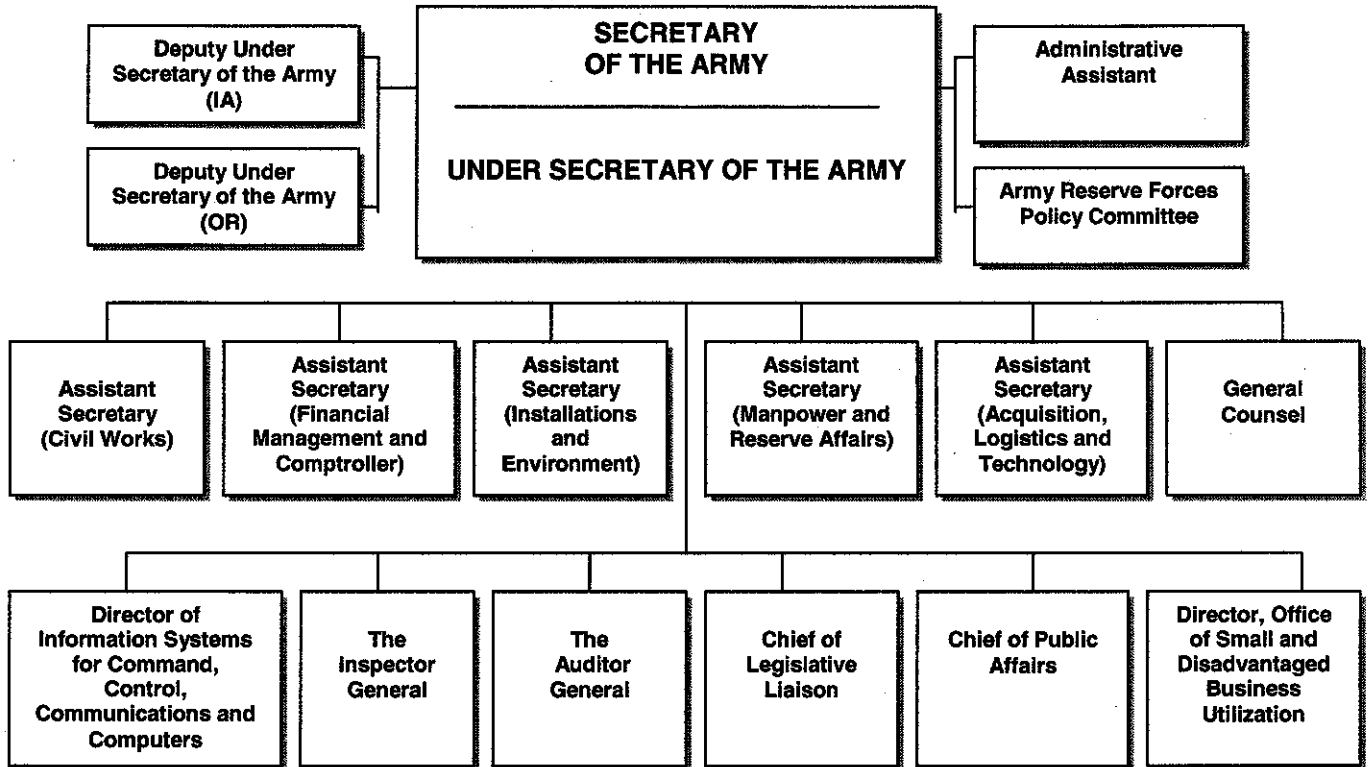 Deputy Under
Secretary of the Army
(IA)
Deputy Under
Secretary of the Army
(OR)
SECRETARY
OF THE ARMY
UNDER SECRETARY OF THE ARMY
Administrative
Assistant
Army Reserve Forces
Policy Committee
Assistant
Secretary
(Civil Works)
Assistant
Secretary
(Financial
Management and
Comptroller)
Assistant
Secretary
(Installations
and
Environment)
Assistant
Secretary
(Manpower and
Reserve Affairs)
Assistant
Secretary
(Acquisition,
Logistics and
Technology)
General
Counsel
Director of
Information Systems
for Command,
Control,
Communications and
Computers
The
Inspector
General
The
Auditor
General
Chief of
Legislative
Liaison
Chief of Public
Affairs
Director, Office
of Small and
Disadvantaged
Business
Utilization